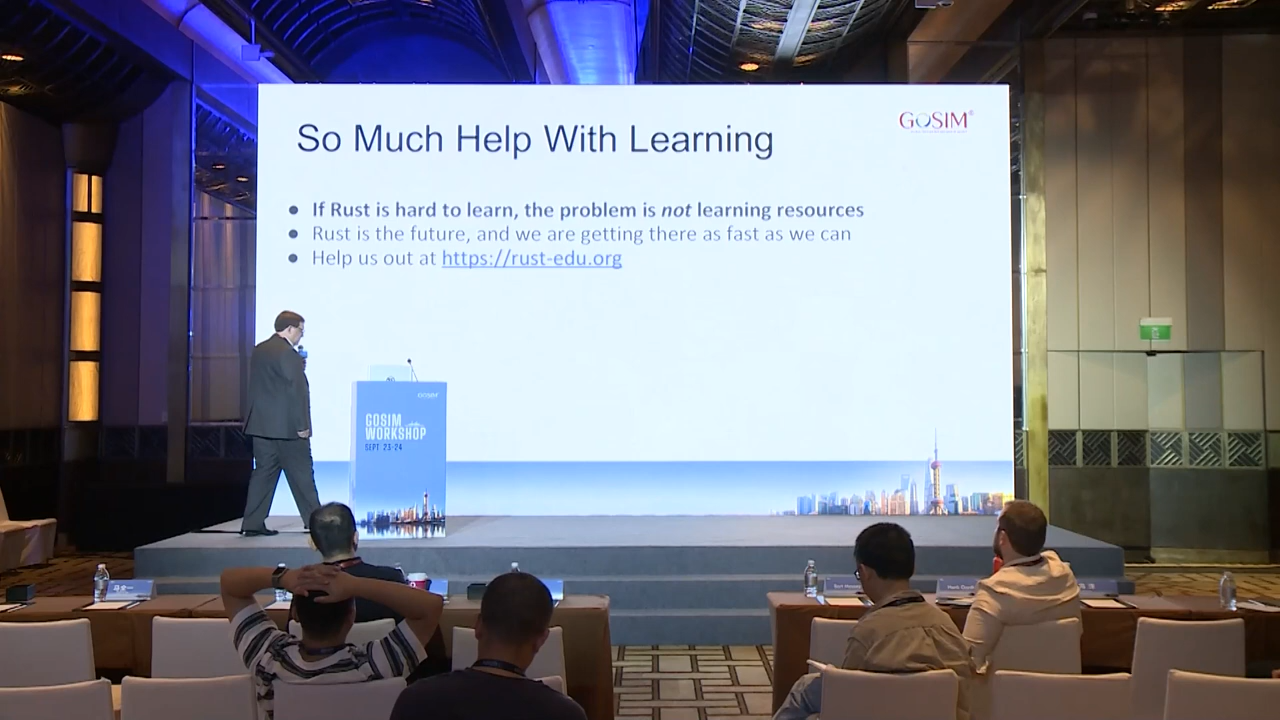 GOSIM
So Much Help With Learning
● If Rust is hard to learn, the problem is not learning resources
● Rust is the future, and we are getting there as fast as we can
● Help us out at https://rust-edu.org
GOSIM
GOSIM
WORKSHOP
SEPT 23-24